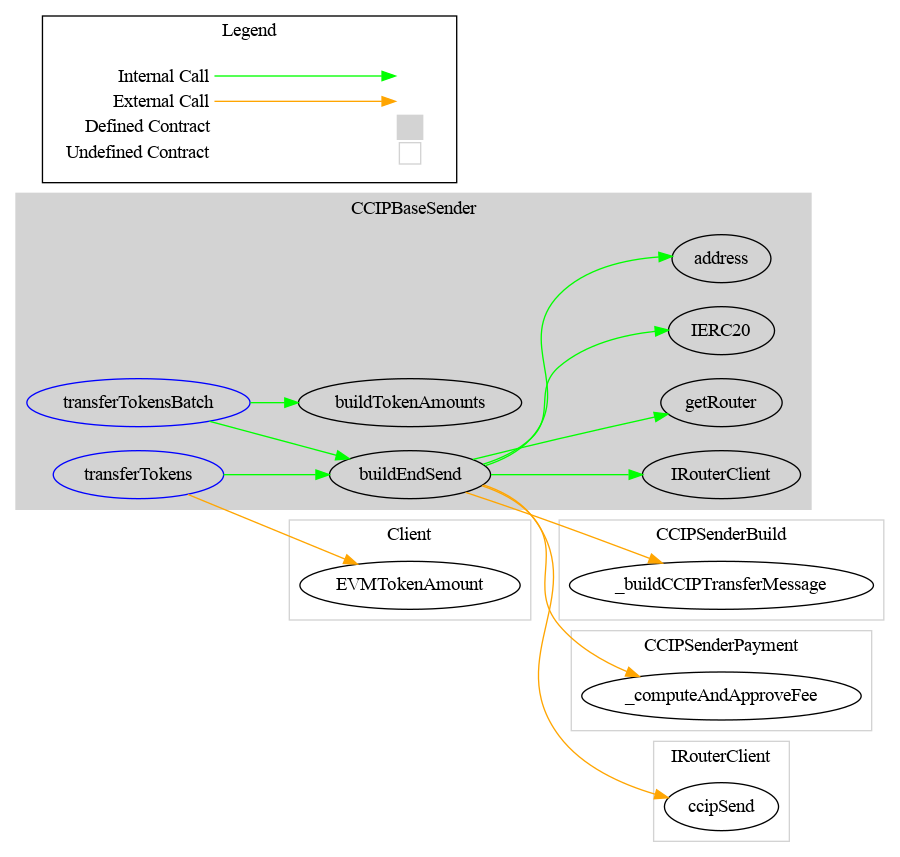 Legend
Internal Call
External Call
Defined Contract
Undefined Contract
CCIPBaseSender
address
IERC20
transferTokensBatch
buildTokenAmounts
getRouter
transferTokens
buildEndSend
IRouterClient
Client
CCIPSenderBuild
EVMTokenAmount
_buildCCIPTransferMessage
CCIPSenderPayment
_computeAndApproveFee
IRouterClient
ccipSend